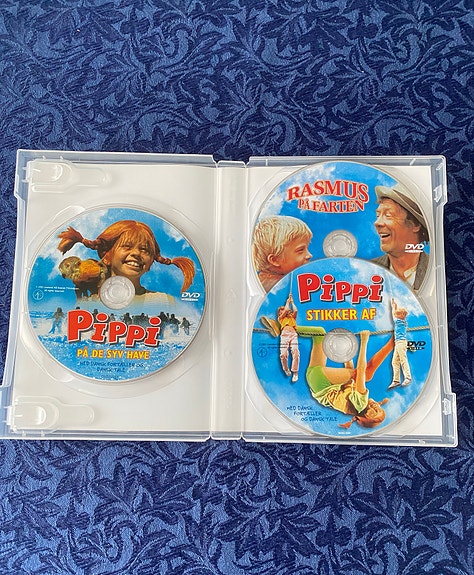 DVD
PIPPI
PÅ DE SYV HAVE
MED DANSK FORTÆLLER OG
DANSK TALE
RASMUS
PÅ FARTEN
DVD
PIPPI
STIKKER AF
DVD
MED DANSK
FORTÆLLER
OG DANSK TALE